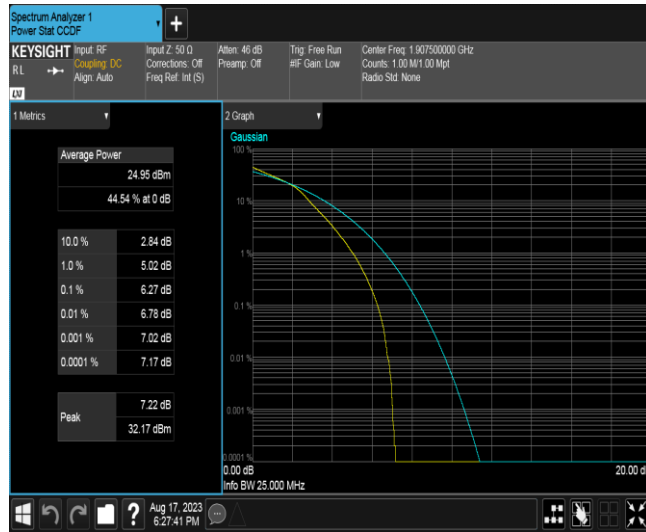 Spectrum Analyzer 1
Power Stat CCDF
+
KEYSIGHT
RL
LXI
Input: RF
Coupling: DC
Align: Auto
Input Z: 50 Ω
Corrections: Off
Freq Ref: Int (S)
Atten: 46 dB
Preamp: Off
Trig: Free Run
#IF Gain: Low
Center Freq: 1.907500000 GHz
Counts: 1.00 M/1.00 Mpt
Radio Std: None
1 Metrics
Average Power
24.95 dBm
44.54 % at 0 dB
10.0 % 2.84 dB
1.0 % 5.02 dB
0.1 % 6.27 dB
0.01 % 6.78 dB
0.001 % 7.02 dB
0.0001 % 7.17 dB
Peak
7.22 dB
32.17 dBm
2 Graph
Gaussian
100 %
10 %
1 %
0.1 %
0.01 %
0.001 %
0.0001 %
0.00 dB
20.00 d
Info BW 25.000 MHz
?
Aug 17, 2023
6:27:41 PM